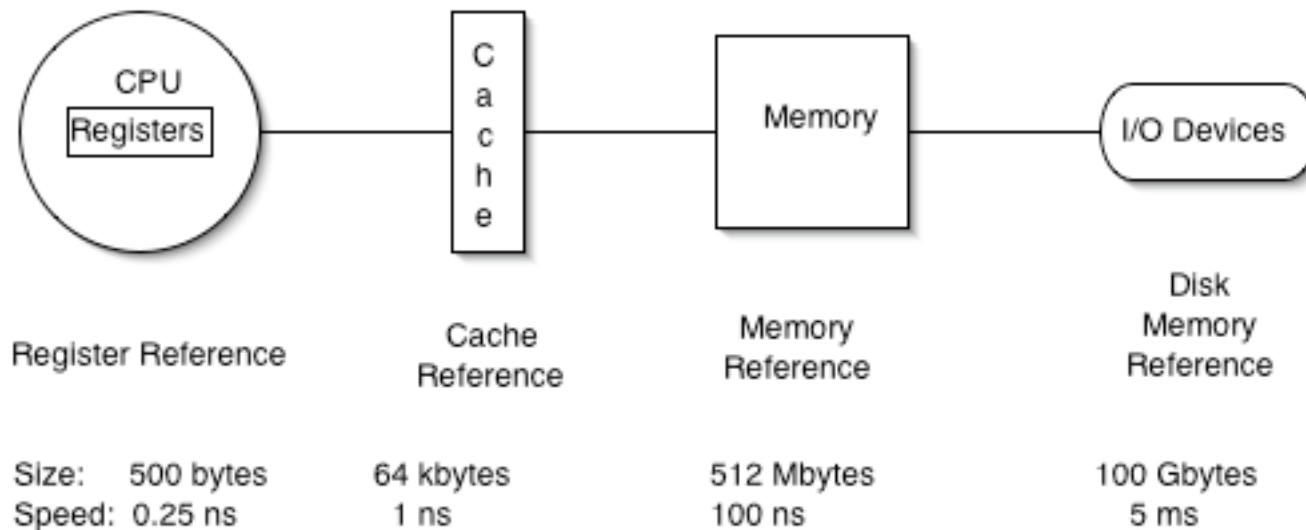 CPU
Registers
C
a
c
h
e
Memory
I/O Devices
Register Reference
Cache
Reference
Memory
Reference
Disk
Memory
Reference
Size: 500 bytes 64 kbytes 512 Mbytes 100 Gbytes
Speed: 0.25 ns 1 ns 100 ns 5 ms